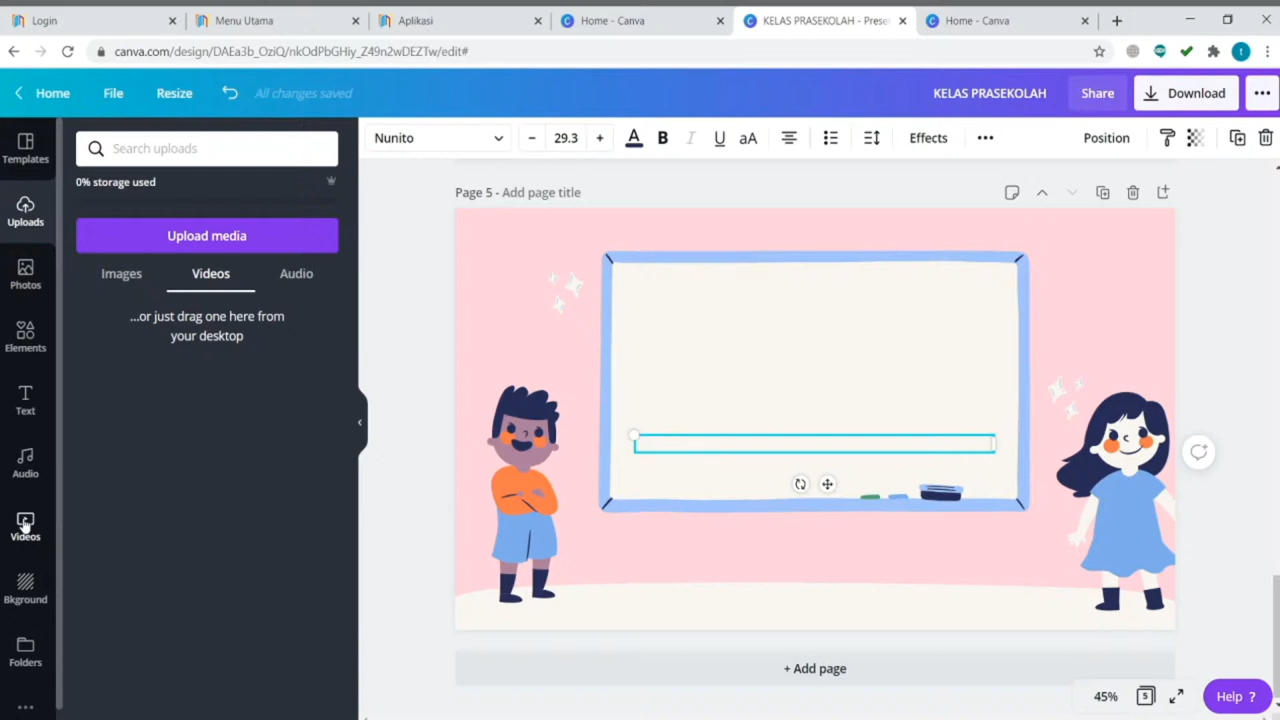 Login
Menu Utama
Aplikasi
Home - Canva
KELAS PRASEKOLAH - Prese
Home - Canva
canva.com/design/DAEa3b_OziQ/nkOdPbGHiy_Z49n2wDEZTw/edit#
Home
File
Resize
All changes saved
KELAS PRASEKOLAH
Share
Download
Templates
Search uploads
Nunito
29.3
B
I
U
aA
Effects
Position
0% storage used
Page 5 - Add page title
Uploads
Upload media
Photos
Images
Videos
Audio
...or just drag one here from
your desktop
Elements
Text
Audio
Videos
Bkground
Folders
+ Add page
45%
5
Help ?